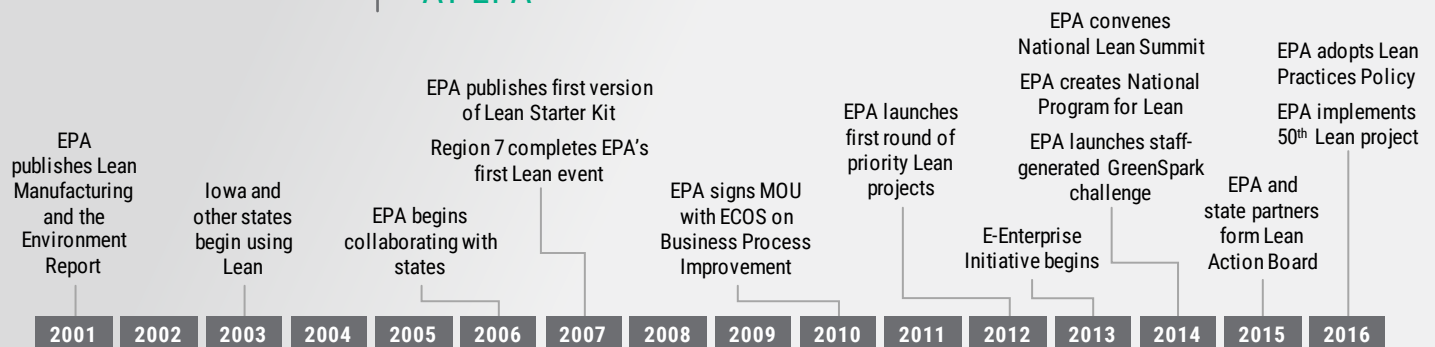 AT EPA
EPA
publishes Lean
Manufacturing
and the
Environment
Report
Iowa and
other states
begin using
Lean
EPA begins
collaborating with
states
EPA publishes first version
of Lean Starter Kit
Region 7 completes EPA's
first Lean event
EPA signs MOU
with ECOS on
Business Process
Improvement
EPA launches
first round of
priority Lean
projects
E-Enterprise
Initiative begins
EPA convenes
National Lean Summit
EPA creates National
Program for Lean
EPA launches staff-
generated GreenSpark
challenge
EPA and
state partners
form Lean
Action Board
EPA adopts Lean
Practices Policy
EPA implements
50th Lean project
2001 2002 2003 2004 2005 2006 2007 2008 2009 2010 2011 2012 2013 2014 2015 2016